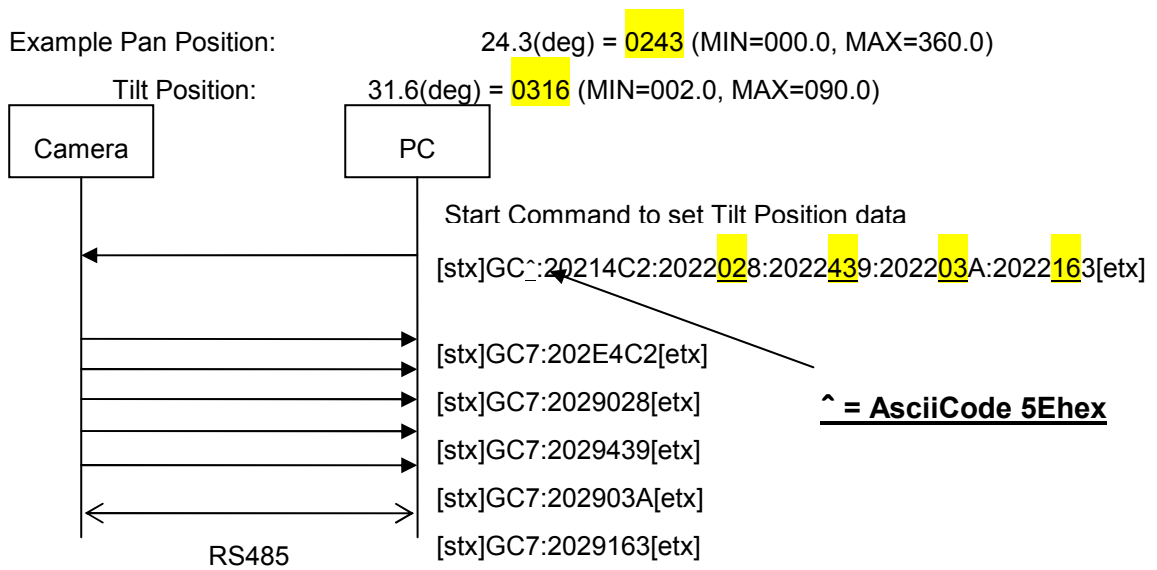 Example Pan Position: 24.3(deg) = 0243 (MIN=000.0, MAX=360.0)
Tilt Position: 31.6(deg) = 0316 (MIN=002.0, MAX=090.0)
Camera PC
Start Command to set Tilt Position data
[stx]GC^:20214C2:2022028:2022439:202203A:2022163[etx]
[stx]GC7:202E4C2[etx]
[stx]GC7:2029028[etx]
^ = AsciiCode 5Ehex
[stx]GC7:2029439[etx]
[stx]GC7:202903A[etx]
[stx]GC7:2029163[etx]
RS485